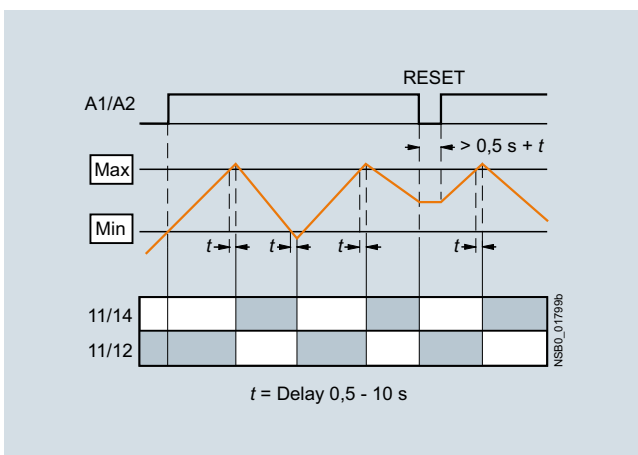 RESET
A1/A2
> 0,5 s + t
Max
Min
t t t t
11/14
11/12
NSB0_01799b
t = Delay 0,5 - 10 s